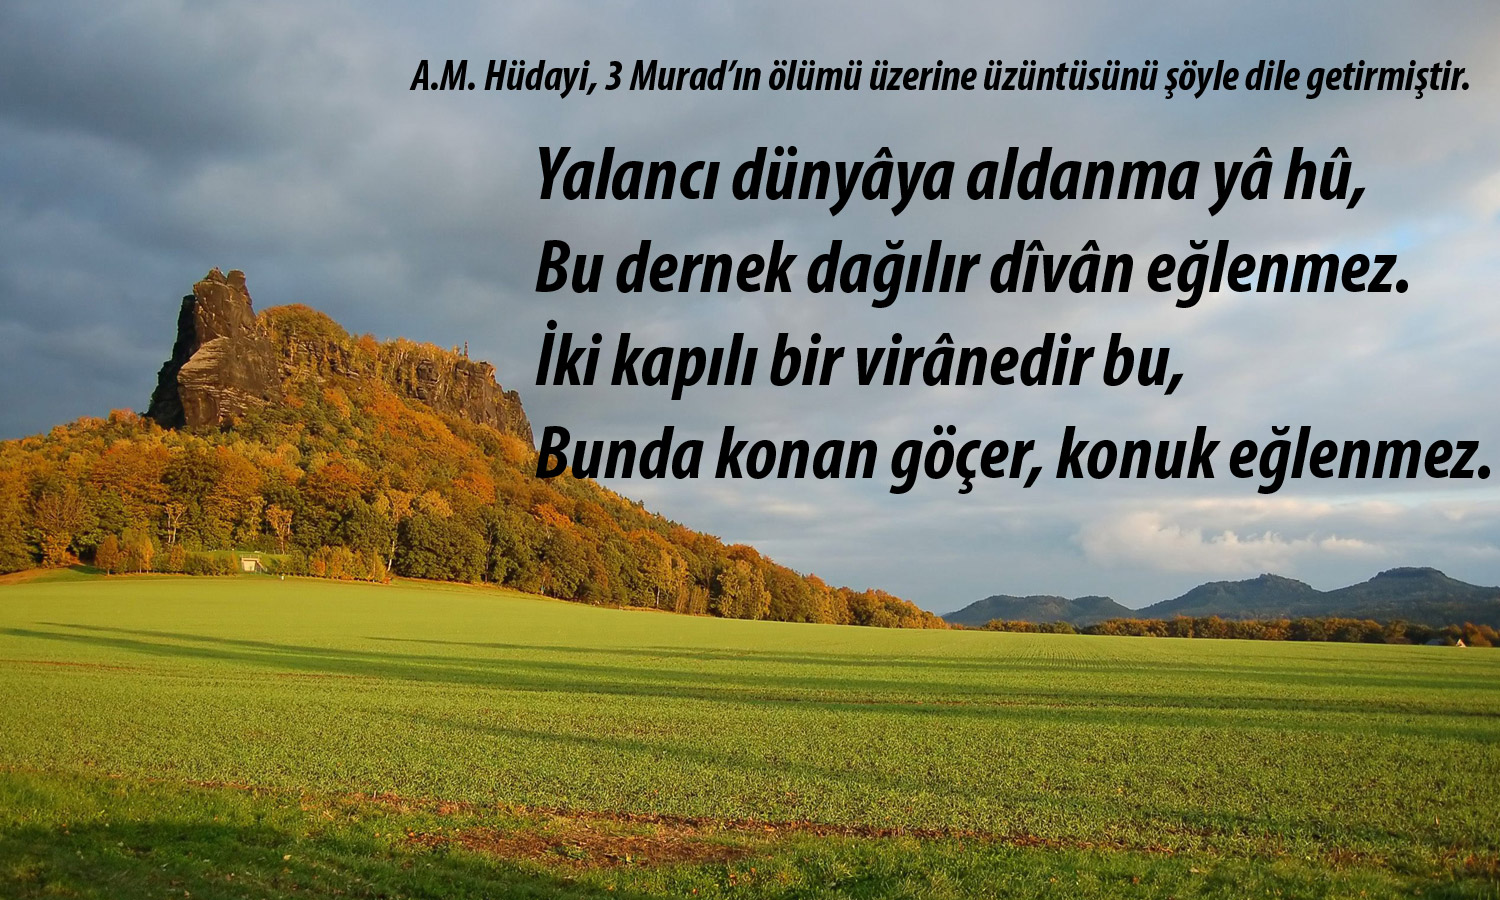 A.M. Hüdayi, 3 Murad’ın ölümü üzerine üzüntüsünü şöyle dile getirmiştir.
Yalancı dünyâya aldanma yâ hû,
Bu dernek dağılır dîvân eğlenmez.
İki kapılı bir virânedir bu,
Bunda konan göçer, konuk eğlenmez.